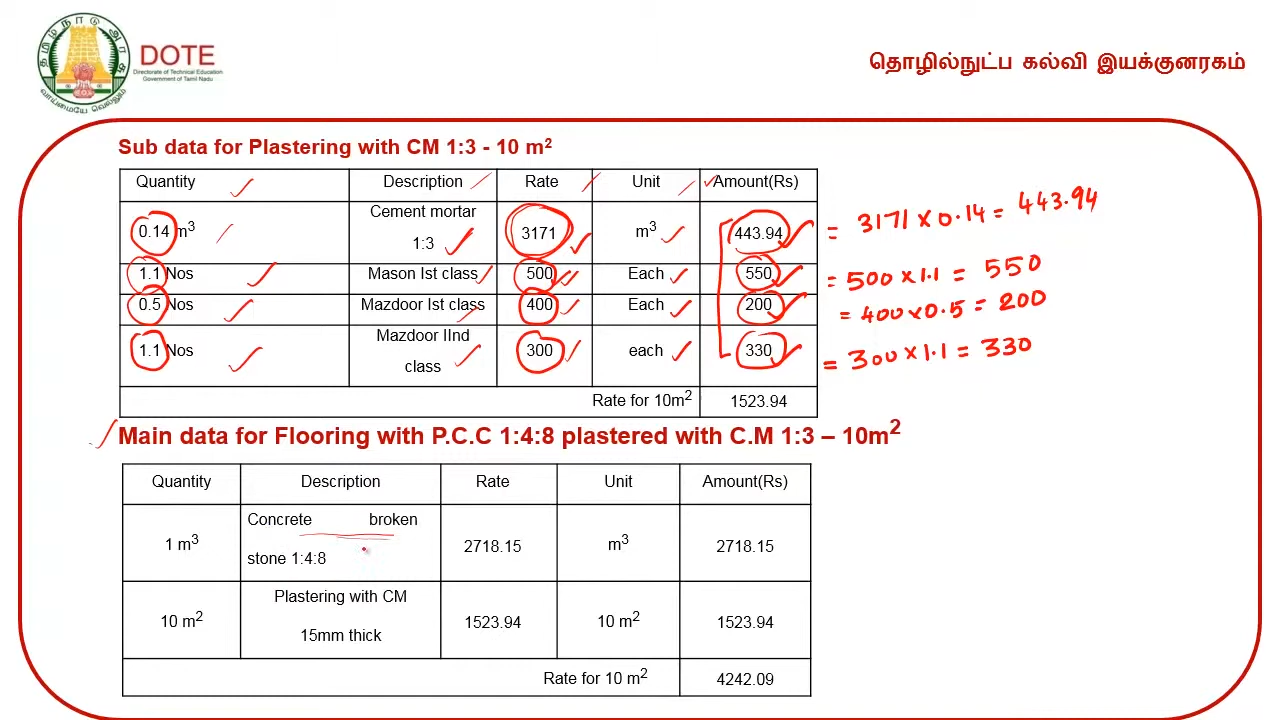 தமிழ்நாடு அரசு
வாய்மையே வெல்லும்
DOTE
Directorate of Technical Education
Government of Tamil Nadu
தொழில்நுட்ப கல்வி இயக்குனரகம்
Sub data for Plastering with CM 1:3 - 10 m²
Quantity Description Rate Unit Amount(Rs)
0.14 m³ Cement mortar 1:3 3171 m³ 443.94 = 3171 x 0.14 = 443.94
1.1 Nos Mason Ist class 500 Each 550 = 500 x 1.1 = 550
0.5 Nos Mazdoor Ist class 400 Each 200 = 400 x 0.5 = 200
1.1 Nos Mazdoor IInd class 300 each 330 = 300 x 1.1 = 330
Rate for 10m² 1523.94
Main data for Flooring with P.C.C 1:4:8 plastered with C.M 1:3 – 10m²
Quantity Description Rate Unit Amount(Rs)
1 m³ Concrete broken stone 1:4:8 2718.15 m³ 2718.15
10 m² Plastering with CM 15mm thick 1523.94 10 m² 1523.94
Rate for 10 m² 4242.09